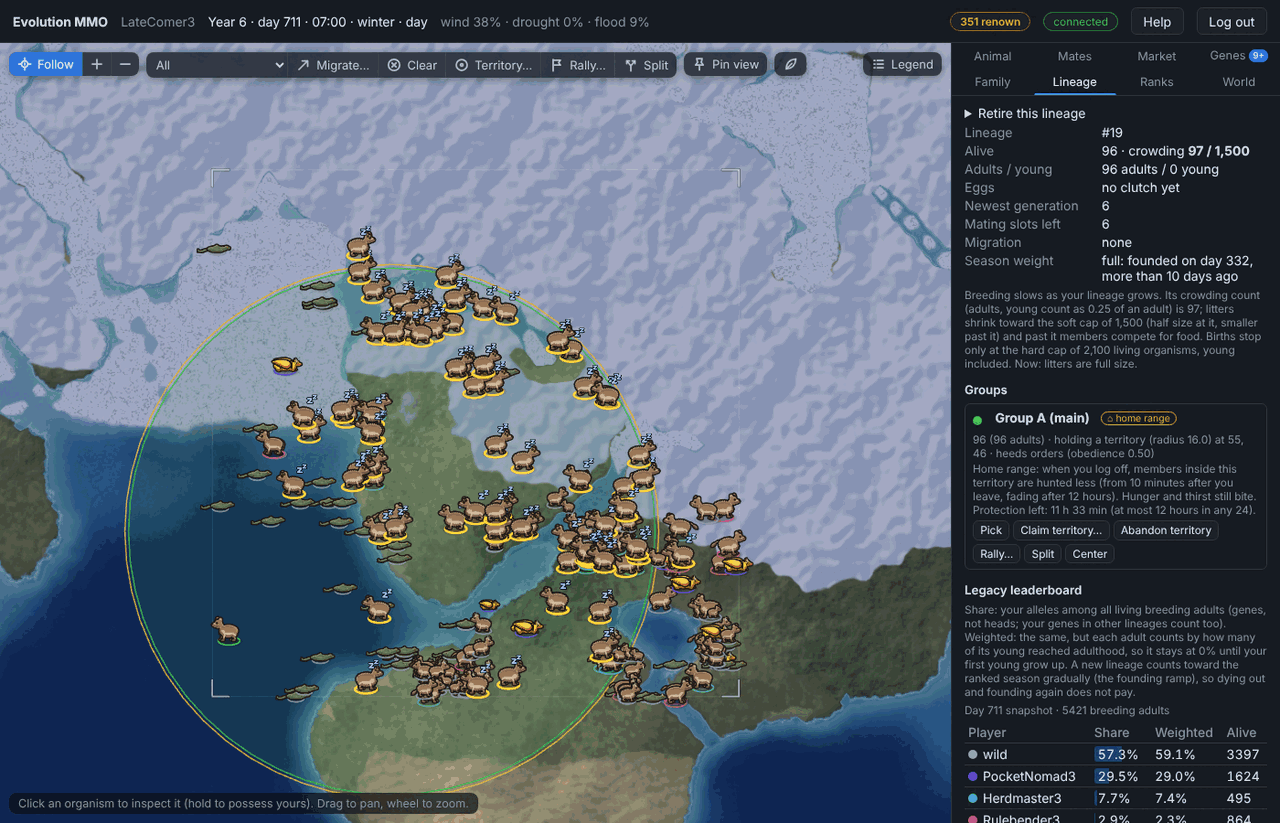 Evolution MMO LateComer3 Year 6 · day 711 · 07:00 · winter · day wind 38% · drought 0% · flood 9% 351 renown connected Help Log out
Follow + − All Migrate... Clear Territory... Rally... Split Pin view Legend
Animal Mates Market Genes 9+
Family Lineage Ranks World
▶ Retire this lineage
Lineage #19
Alive 96 · crowding 97 / 1,500
Adults / young 96 adults / 0 young
Eggs no clutch yet
Newest generation 6
Mating slots left 6
Migration none
Season weight full: founded on day 332,
more than 10 days ago
Breeding slows as your lineage grows. Its crowding count
(adults, young count as 0.25 of an adult) is 97; litters
shrink toward the soft cap of 1,500 (half size at it, smaller
past it) and past it members compete for food. Births stop
only at the hard cap of 2,100 living organisms, young
included. Now: litters are full size.
Groups
Group A (main) ⌂ home range
96 (96 adults) · holding a territory (radius 16.0) at 55,
46 · heeds orders (obedience 0.50)
Home range: when you log off, members inside this
territory are hunted less (from 10 minutes after you
leave, fading after 12 hours). Hunger and thirst still bite.
Protection left: 11 h 33 min (at most 12 hours in any 24).
Pick Claim territory... Abandon territory
Rally... Split Center
Legacy leaderboard
Share: your alleles among all living breeding adults (genes,
not heads; your genes in other lineages count too).
Weighted: the same, but each adult counts by how many
of its young reached adulthood, so it stays at 0% until your
first young grow up. A new lineage counts toward the
ranked season gradually (the founding ramp), so dying out
and founding again does not pay.
Day 711 snapshot · 5421 breeding adults
Player Share Weighted Alive
wild 57.3% 59.1% 3397
PocketNomad3 29.5% 29.0% 1624
Herdmaster3 7.7% 7.4% 495
Rulebender3 2.9% 2.3% 864
Click an organism to inspect it (hold to possess yours). Drag to pan, wheel to zoom.